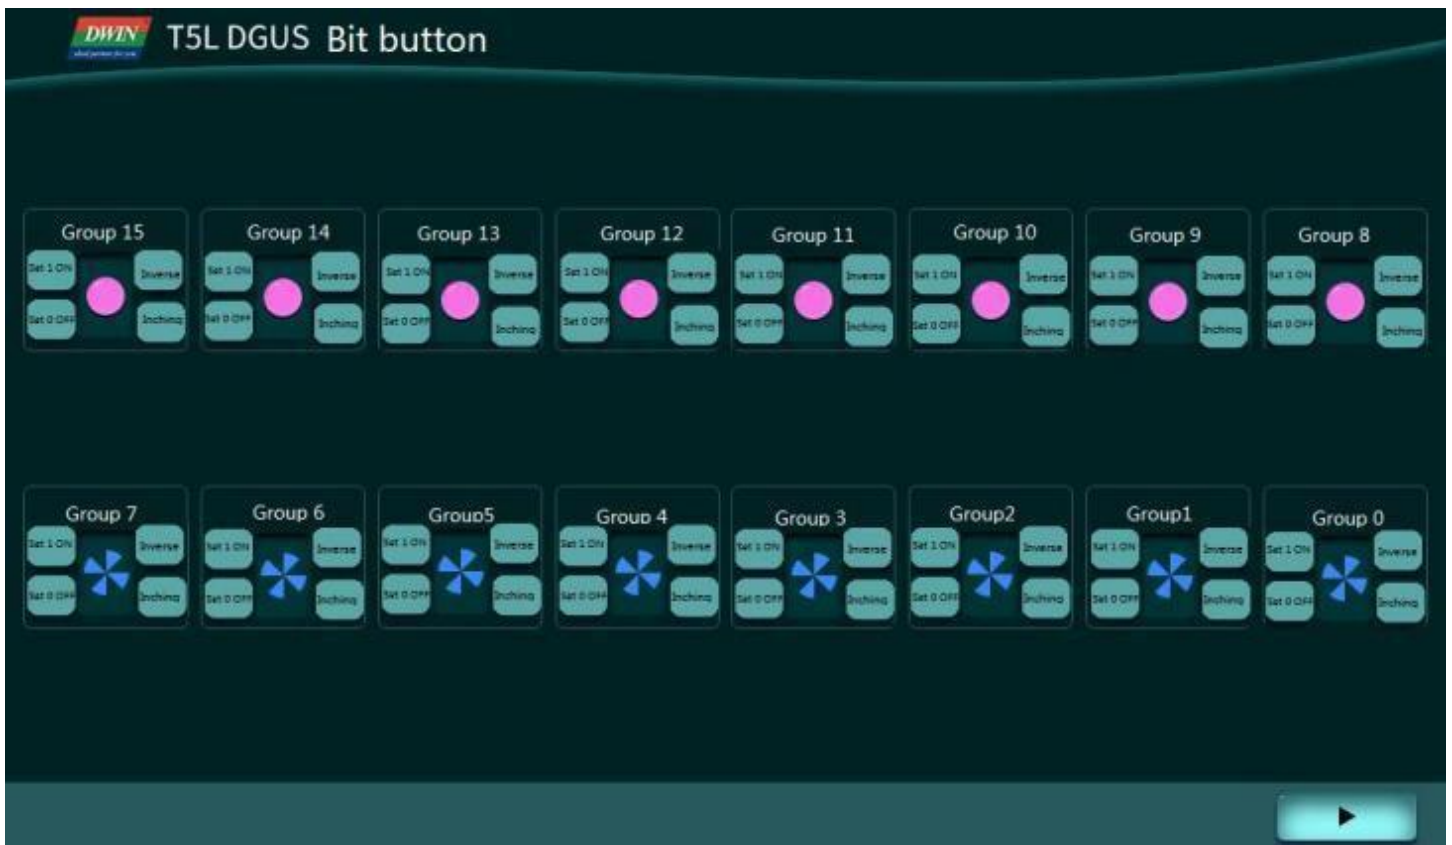 DWIN
T5L DGUS Bit button
Group 15 Group 14 Group 13 Group 12 Group 11 Group 10 Group 9 Group 8
Set 1 ON Inverse Set 1 ON Inverse Set 1 ON Inverse Set 1 ON Inverse Set 1 ON Inverse Set 1 ON Inverse Set 1 ON Inverse Set 1 ON Inverse
Set 0 OFF Inching Set 0 OFF Inching Set 0 OFF Inching Set 0 OFF Inching Set 0 OFF Inching Set 0 OFF Inching Set 0 OFF Inching Set 0 OFF Inching
Group 7 Group 6 Group5 Group 4 Group 3 Group2 Group1 Group 0
Set 1 ON Inverse Set 1 ON Inverse Set 1 ON Inverse Set 1 ON Inverse Set 1 ON Inverse Set 1 ON Inverse Set 1 ON Inverse Set 1 ON Inverse
Set 0 OFF Inching Set 0 OFF Inching Set 0 OFF Inching Set 0 OFF Inching Set 0 OFF Inching Set 0 OFF Inching Set 0 OFF Inching Set 0 OFF Inching